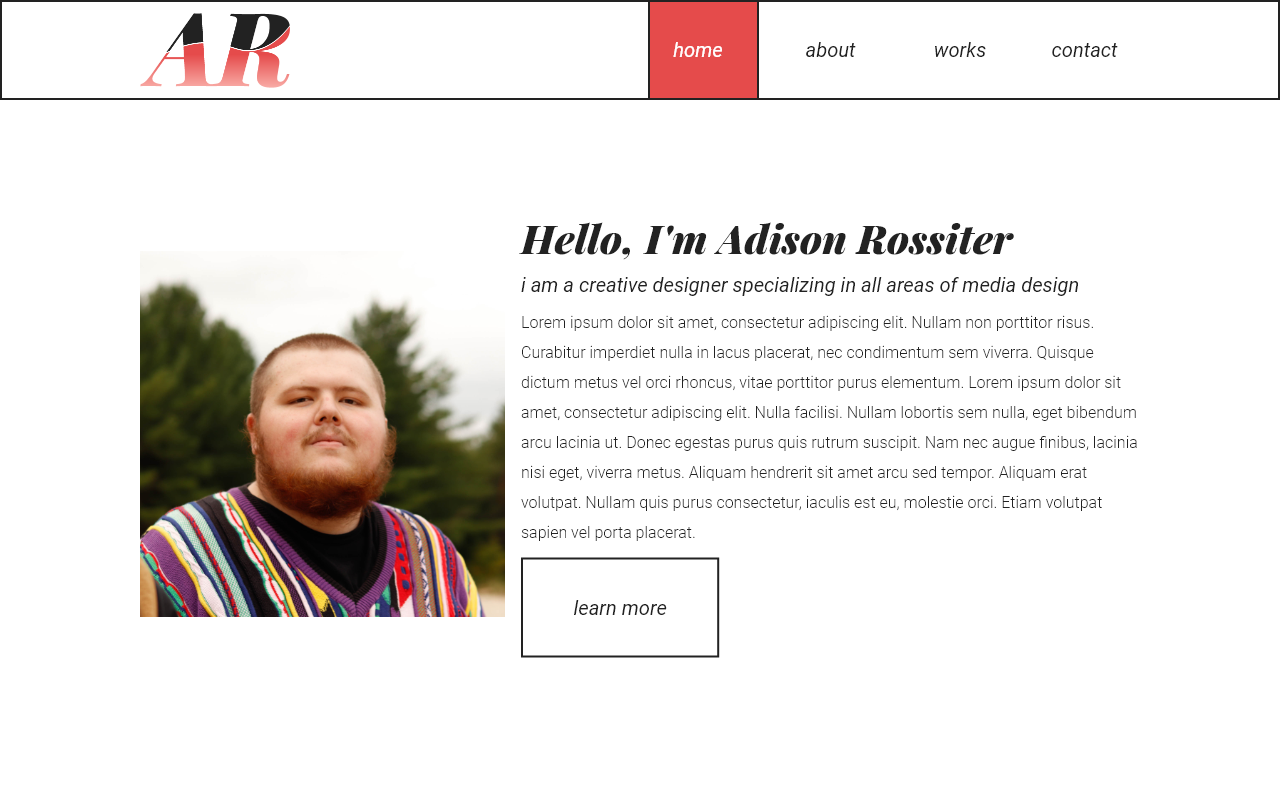 AR
home about works contact
Hello, I'm Adison Rossiter
i am a creative designer specializing in all areas of media design
Lorem ipsum dolor sit amet, consectetur adipiscing elit. Nullam non porttitor risus.
Curabitur imperdiet nulla in lacus placerat, nec condimentum sem viverra. Quisque
dictum metus vel orci rhoncus, vitae porttitor purus elementum. Lorem ipsum dolor sit
amet, consectetur adipiscing elit. Nulla facilisi. Nullam lobortis sem nulla, eget bibendum
arcu lacinia ut. Donec egestas purus quis rutrum suscipit. Nam nec augue finibus, lacinia
nisi eget, viverra metus. Aliquam hendrerit sit amet arcu sed tempor. Aliquam erat
volutpat. Nullam quis purus consectetur, iaculis est eu, molestie orci. Etiam volutpat
sapien vel porta placerat.
learn more